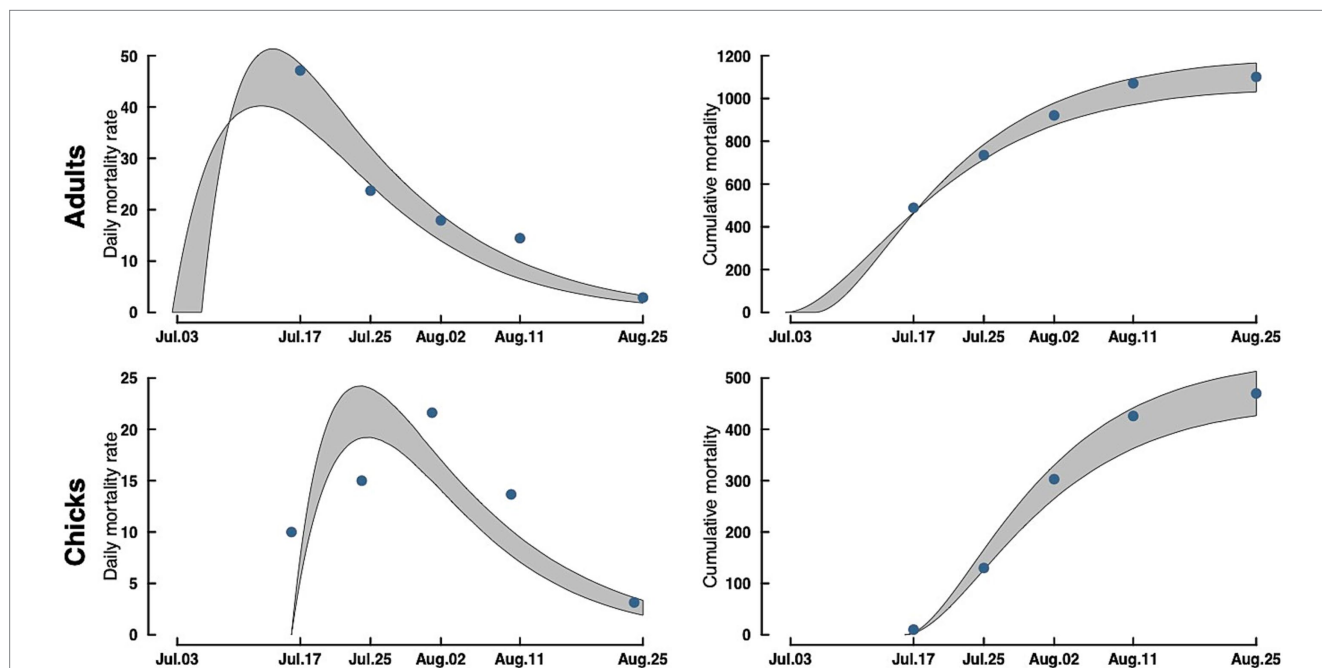 Adults
Daily mortality rate
50
40
30
20
10
0
Jul.03 Jul.17 Jul.25 Aug.02 Aug.11 Aug.25
Cumulative mortality
1200
1000
800
600
400
200
0
Jul.03 Jul.17 Jul.25 Aug.02 Aug.11 Aug.25
Chicks
Daily mortality rate
25
20
15
10
5
0
Jul.03 Jul.17 Jul.25 Aug.02 Aug.11 Aug.25
Cumulative mortality
500
400
300
200
100
0
Jul.03 Jul.17 Jul.25 Aug.02 Aug.11 Aug.25